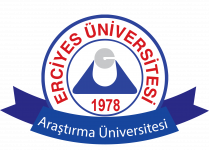 ERCİYES ÜNİVERSİTESİ
1978
Araştırma Üniversitesi